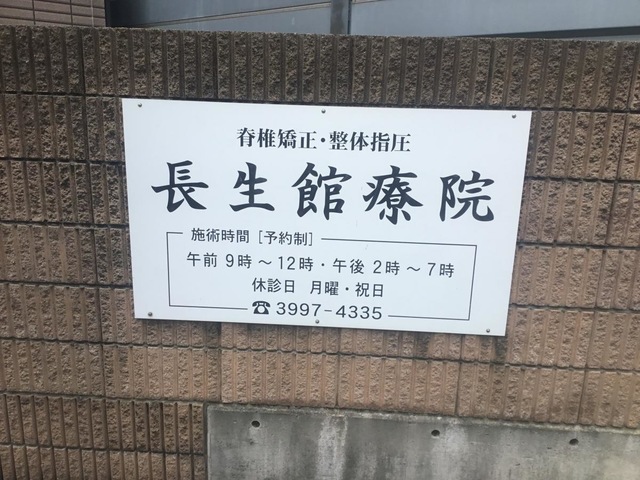 脊椎矯正・整体指圧
長生館療院
施術時間 [予約制]
午前 9時〜12時・午後 2時〜7時
休診日 月曜・祝日
☎3997-4335